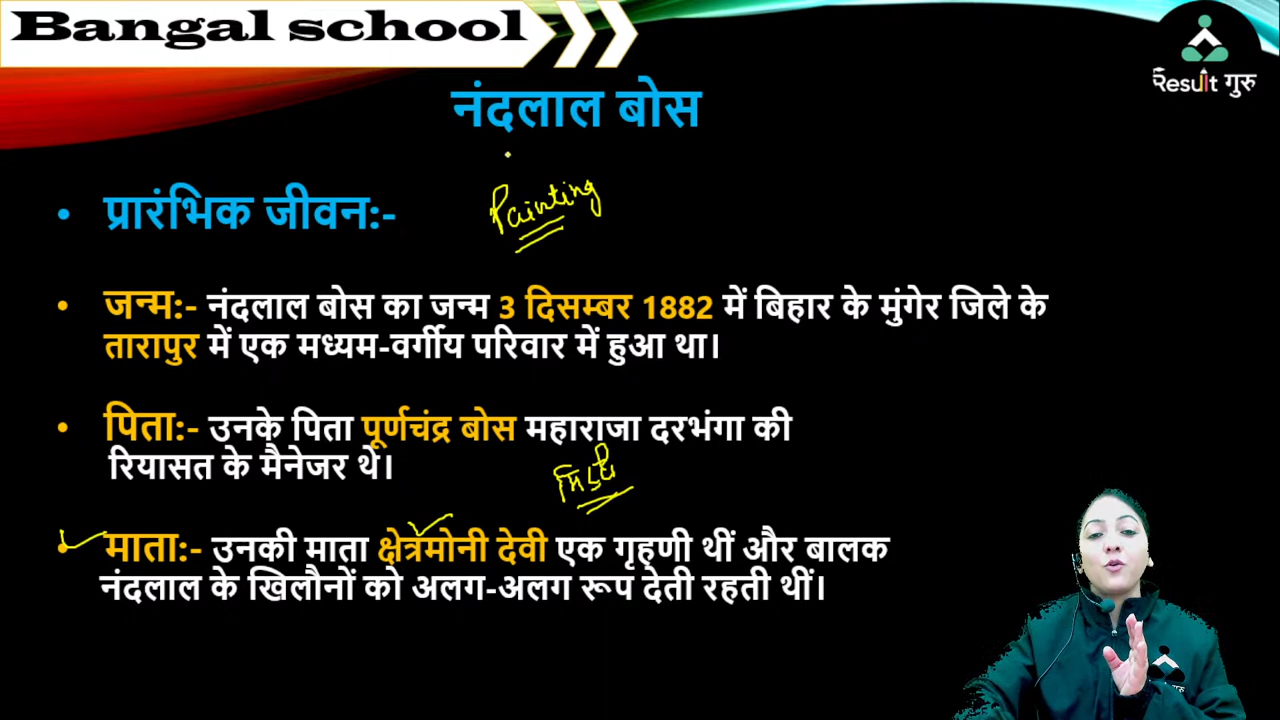 Bangal school
Result गुरु
नंदलाल बोस
Painting
• प्रारंभिक जीवन:-
• जन्म:- नंदलाल बोस का जन्म 3 दिसम्बर 1882 में बिहार के मुंगेर जिले के
तारापुर में एक मध्यम-वर्गीय परिवार में हुआ था।
• पिता:- उनके पिता पूर्णचंद्र बोस महाराजा दरभंगा की
रियासत के मैनेजर थे।
• माता:- उनकी माता क्षेत्रमोनी देवी एक गृहणी थीं और बालक
नंदलाल के खिलौनों को अलग-अलग रूप देती रहती थीं।